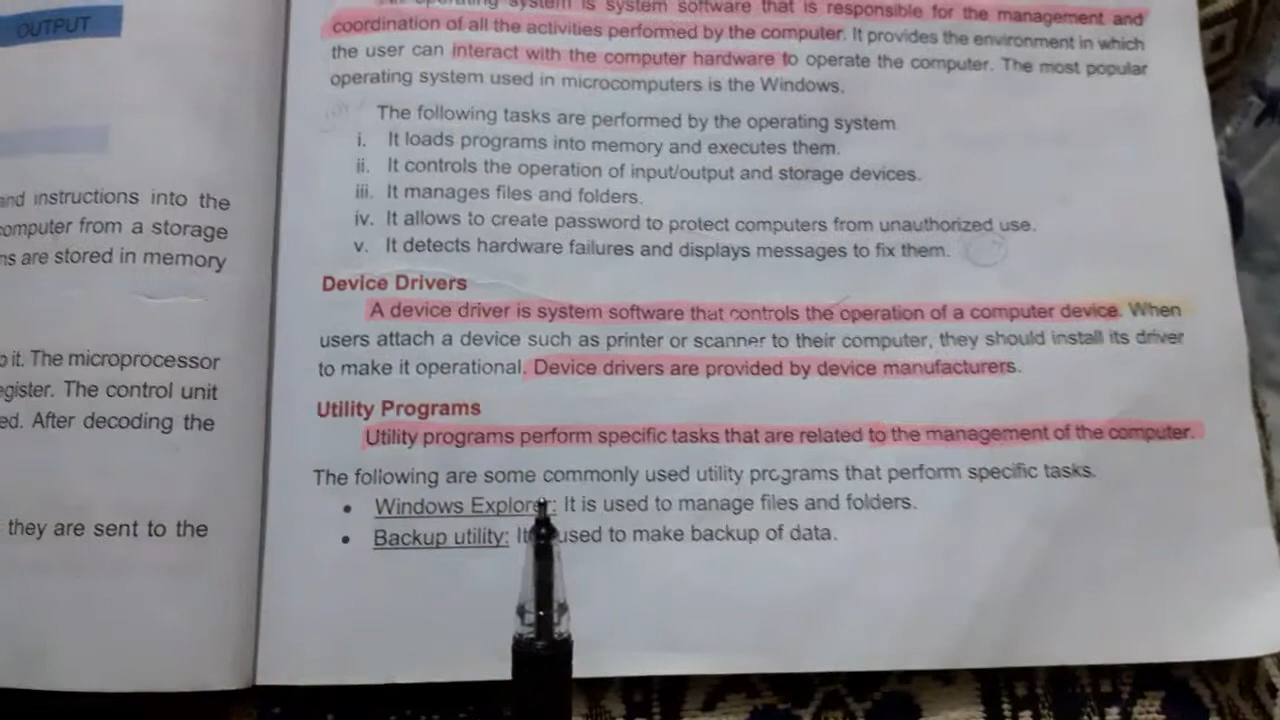 OUTPUT
and instructions into the
computer from a storage
are stored in memory
it. The microprocessor
The control unit
After decoding the
they are sent to the
operating system is system software that is responsible for the management and
coordination of all the activities performed by the computer. It provides the environment in which
the user can interact with the computer hardware to operate the computer. The most popular
operating system used in microcomputers is the Windows.
The following tasks are performed by the operating system
i. It loads programs into memory and executes them.
ii. It controls the operation of input/output and storage devices.
iii. It manages files and folders.
iv. It allows to create password to protect computers from unauthorized use.
v. It detects hardware failures and displays messages to fix them.
Device Drivers
A device driver is system software that controls the operation of a computer device. When
users attach a device such as printer or scanner to their computer, they should install its driver
to make it operational. Device drivers are provided by device manufacturers.
Utility Programs
Utility programs perform specific tasks that are related to the management of the computer.
The following are some commonly used utility programs that perform specific tasks.
• Windows Explorer: It is used to manage files and folders.
• Backup utility: It used to make backup of data.